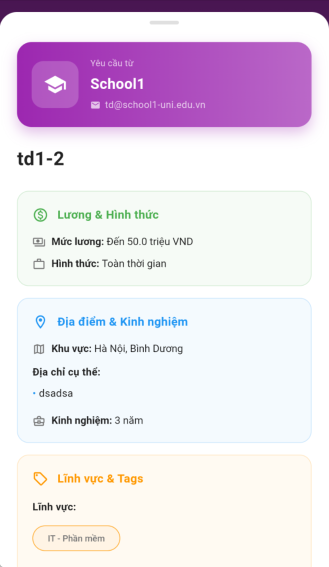 Yêu cầu từ
School1
td@school1-uni.edu.vn
td1-2
Lương & Hình thức
Mức lương: Đến 50.0 triệu VND
Hình thức: Toàn thời gian
Địa điểm & Kinh nghiệm
Khu vực: Hà Nội, Bình Dương
Địa chỉ cụ thể:
• dsadsa
Kinh nghiệm: 3 năm
Lĩnh vực & Tags
Lĩnh vực:
IT - Phần mềm